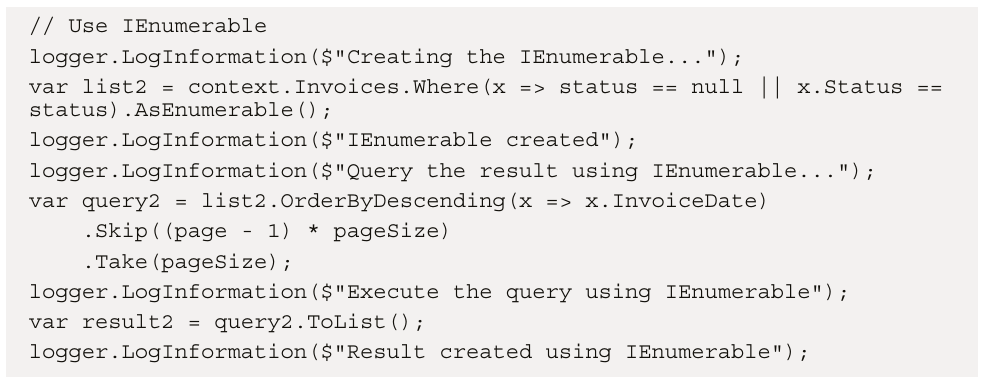 // Use IEnumerable
logger.LogInformation($"Creating the IEnumerable...");
var list2 = context.Invoices.Where(x => status == null || x.Status ==
status).AsEnumerable();
logger.LogInformation($"IEnumerable created");
logger.LogInformation($"Query the result using IEnumerable...");
var query2 = list2.OrderByDescending(x => x.InvoiceDate)
    .Skip((page - 1) * pageSize)
    .Take(pageSize);
logger.LogInformation($"Execute the query using IEnumerable");
var result2 = query2.ToList();
logger.LogInformation($"Result created using IEnumerable");